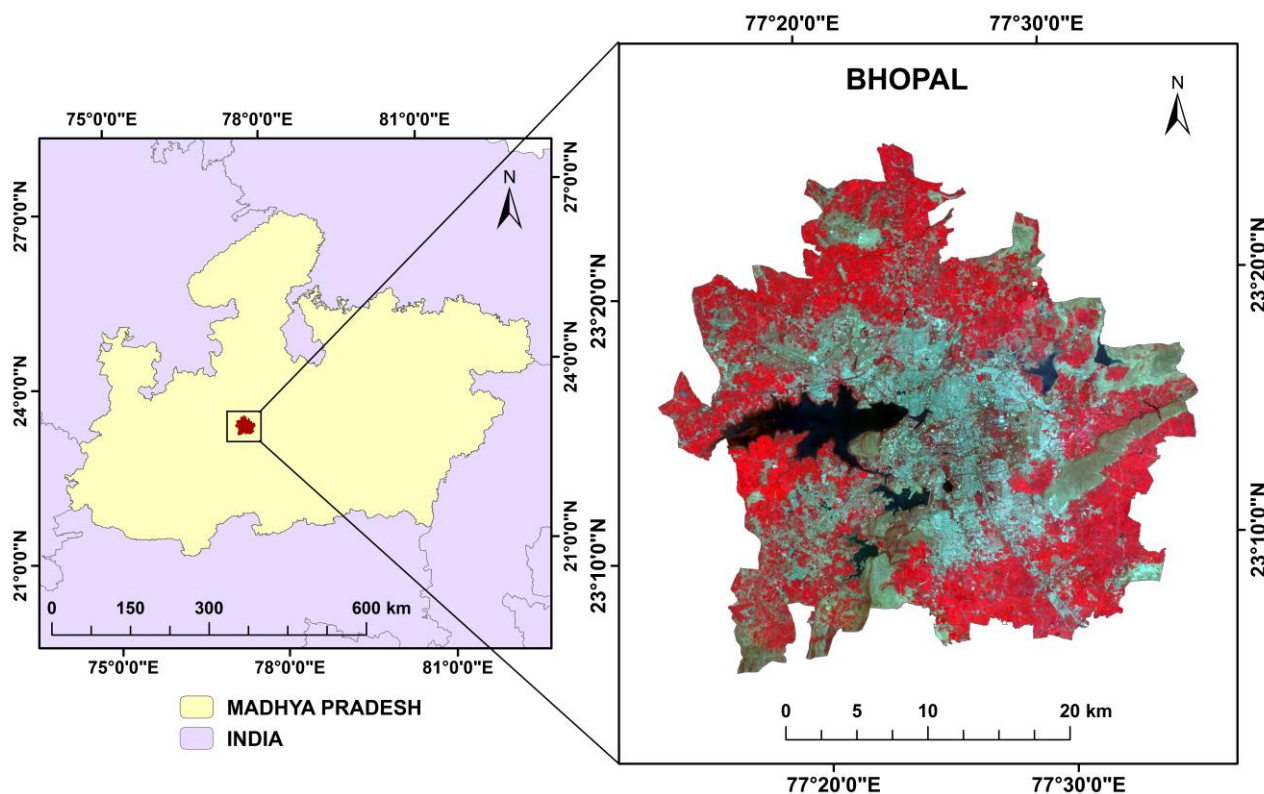 75°0'0"E 78°0'0"E 81°0'0"E
N
27°0'0"N
24°0'0"N
21°0'0"N
27°0'0"N
24°0'0"N
21°0'0"N
0 150 300 600 km
75°0'0"E 78°0'0"E 81°0'0"E
MADHYA PRADESH
INDIA
77°20'0"E 77°30'0"E
BHOPAL
N
23°20'0"N
23°10'0"N
23°20'0"N
23°10'0"N
0 5 10 20 km
77°20'0"E 77°30'0"E